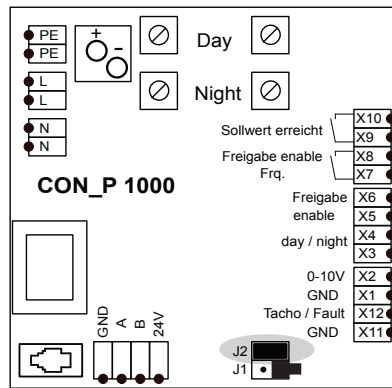 PE
PE
+ -
Day
L
L
Night
N
N
CON_P 1000
Sollwert erreicht
X10
X9
Freigabe enable
Frq.
X8
X7
Freigabe
enable
X6
X5
day / night
X4
X3
0-10V X2
GND X1
Tacho / Fault X12
GND X11
GND
A
B
24V
J2
J1